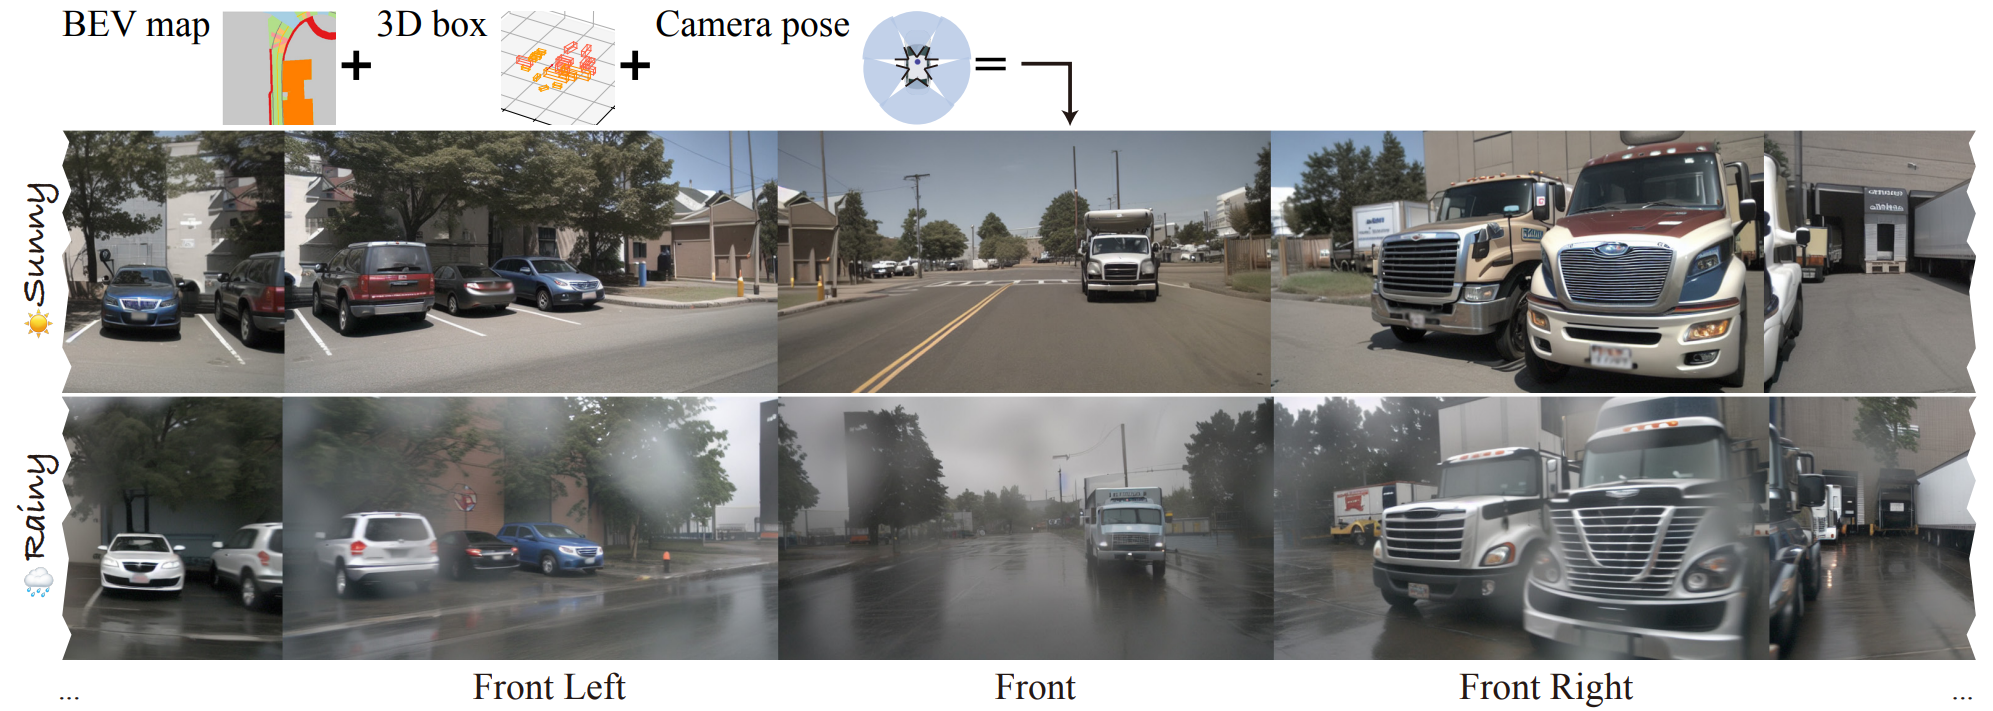 BEV map + 3D box + Camera pose =
Sunny
Rainy
... Front Left Front Front Right ...